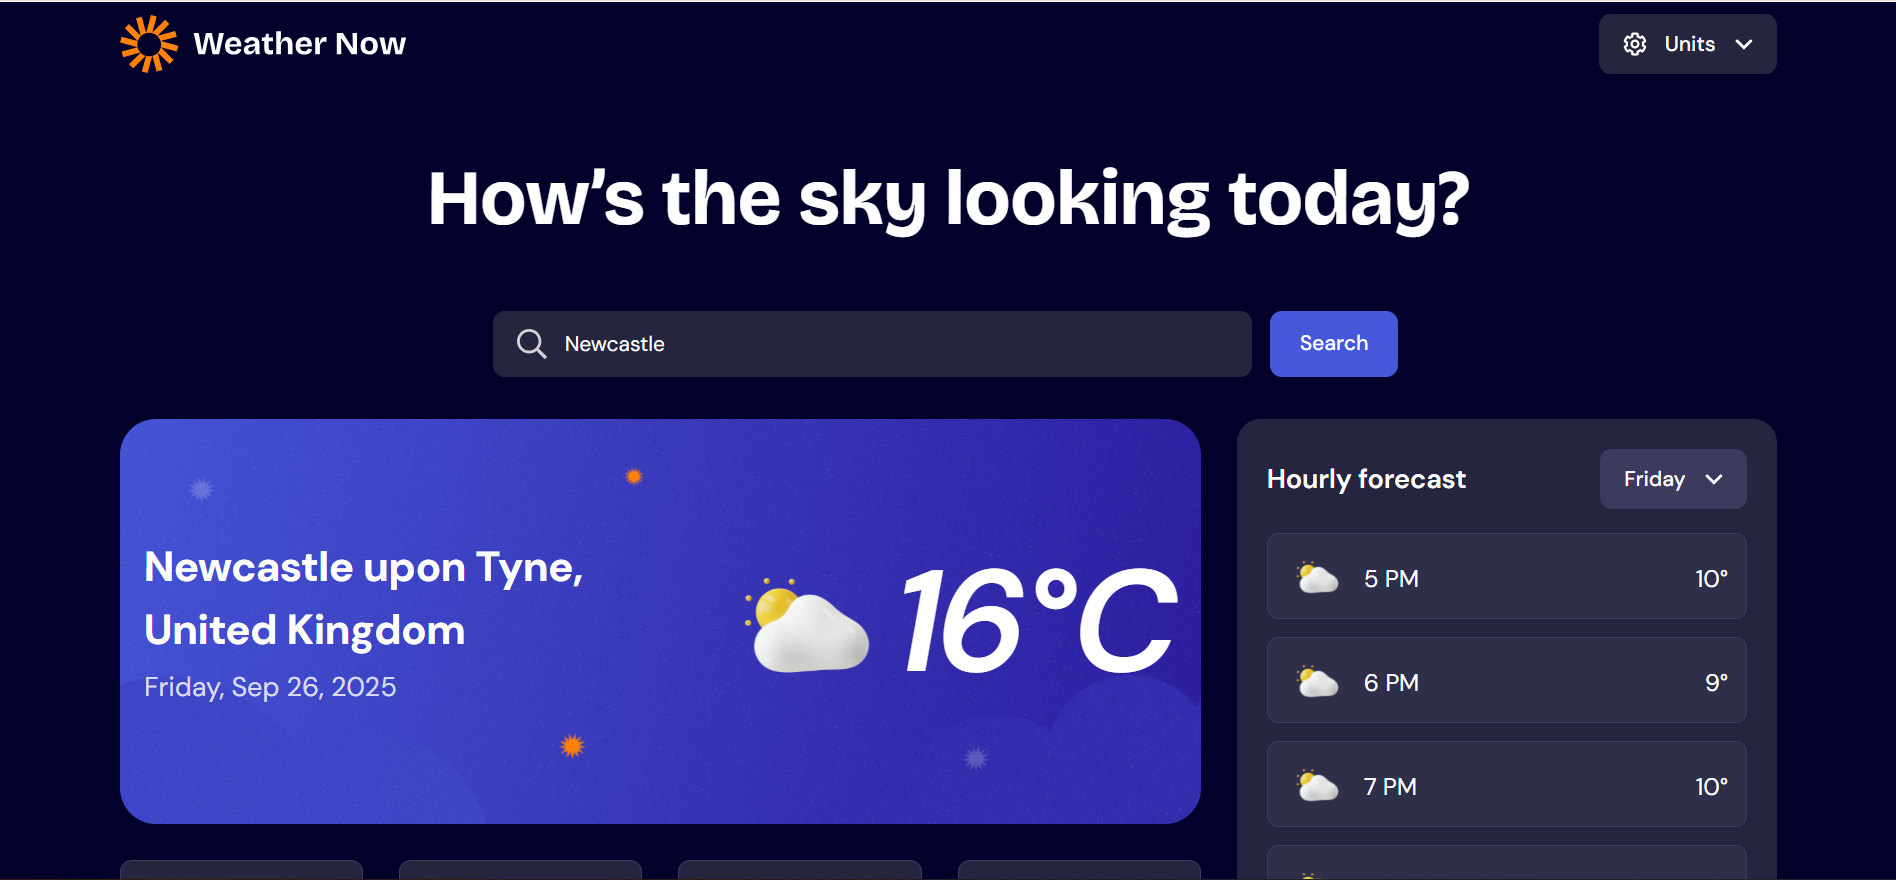 Weather Now
Units
How’s the sky looking today?
Newcastle
Search
Newcastle upon Tyne,
United Kingdom
Friday, Sep 26, 2025
16°C
Hourly forecast
Friday
5 PM 10°
6 PM 9°
7 PM 10°